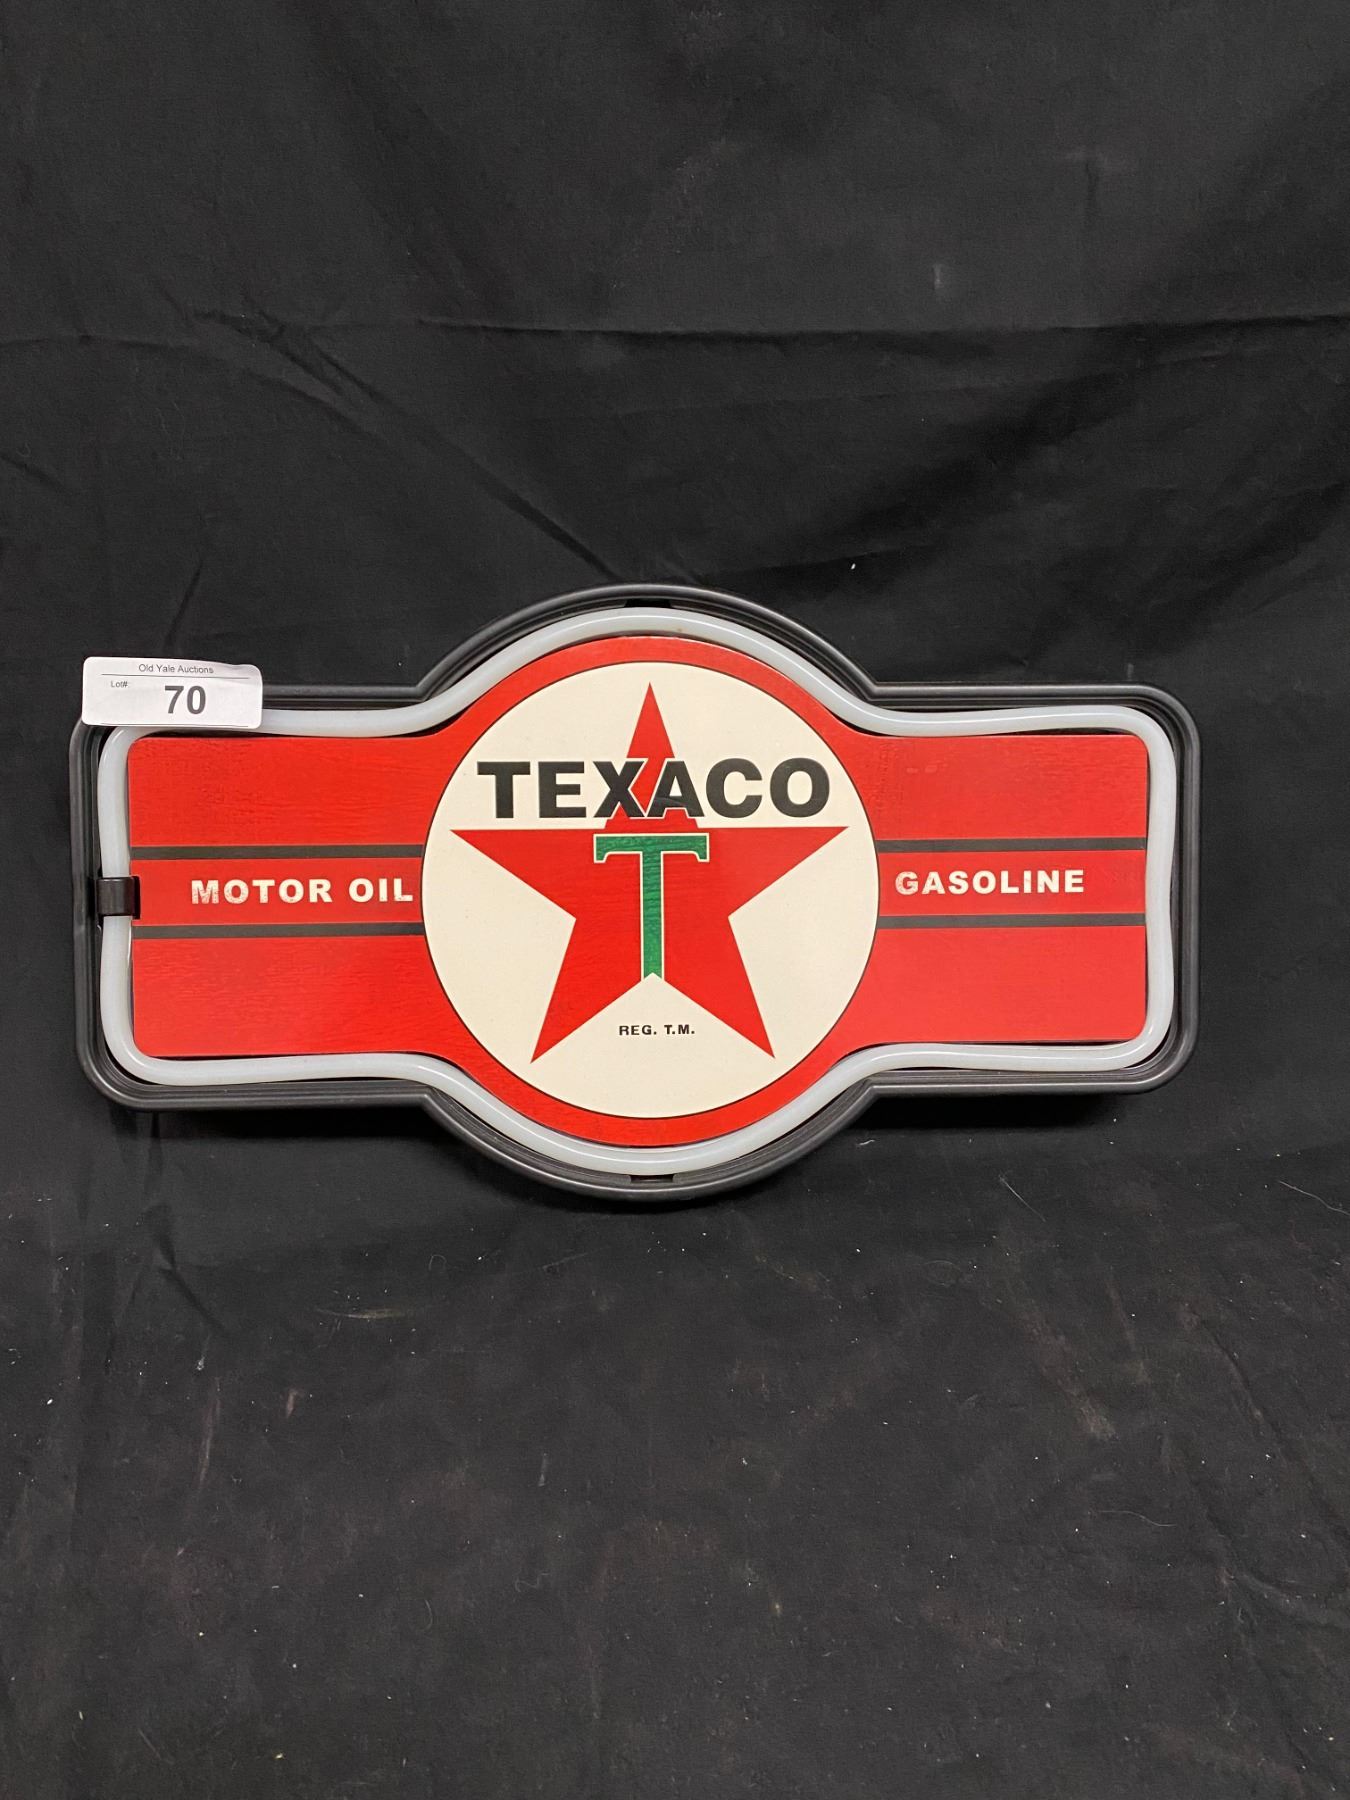 Old Yale Auctions
Lot#: 70
TEXACO
T
MOTOR OIL
GASOLINE
REG. T.M.